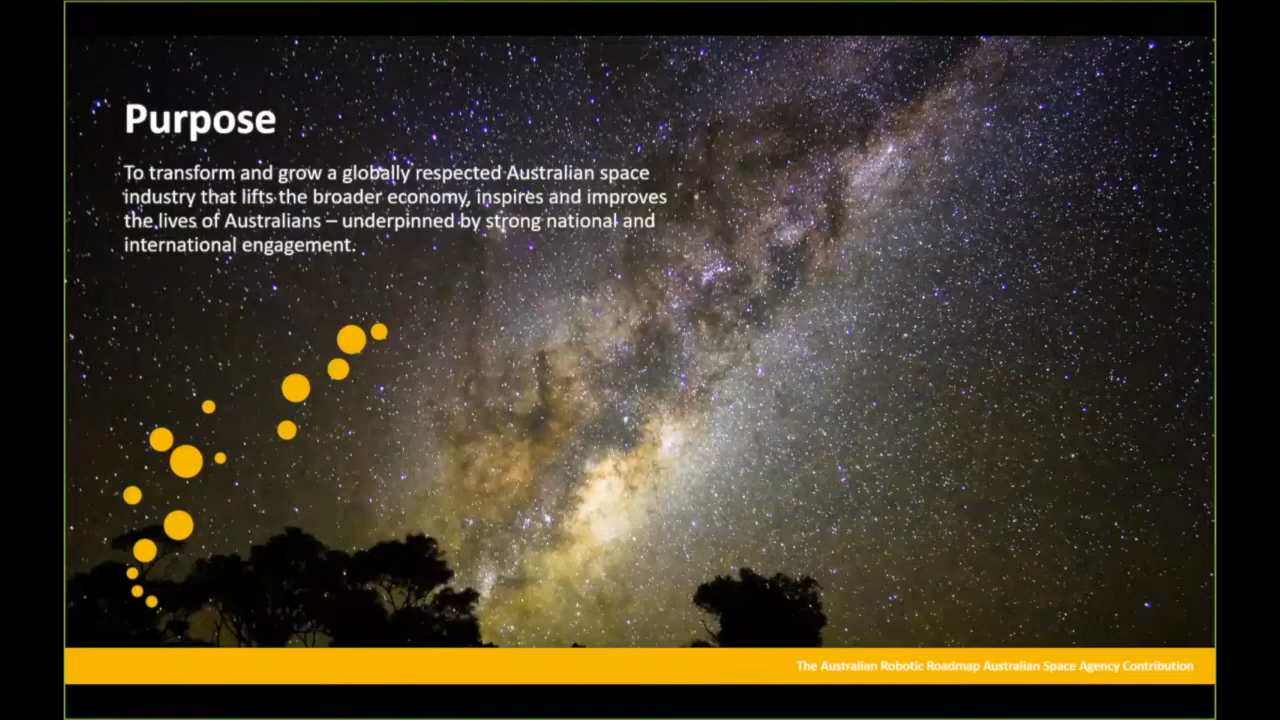 Purpose
To transform and grow a globally respected Australian space
industry that lifts the broader economy, inspires and improves
the lives of Australians – underpinned by strong national and
international engagement.
The Australian Robotic Roadmap Australian Space Agency Contribution